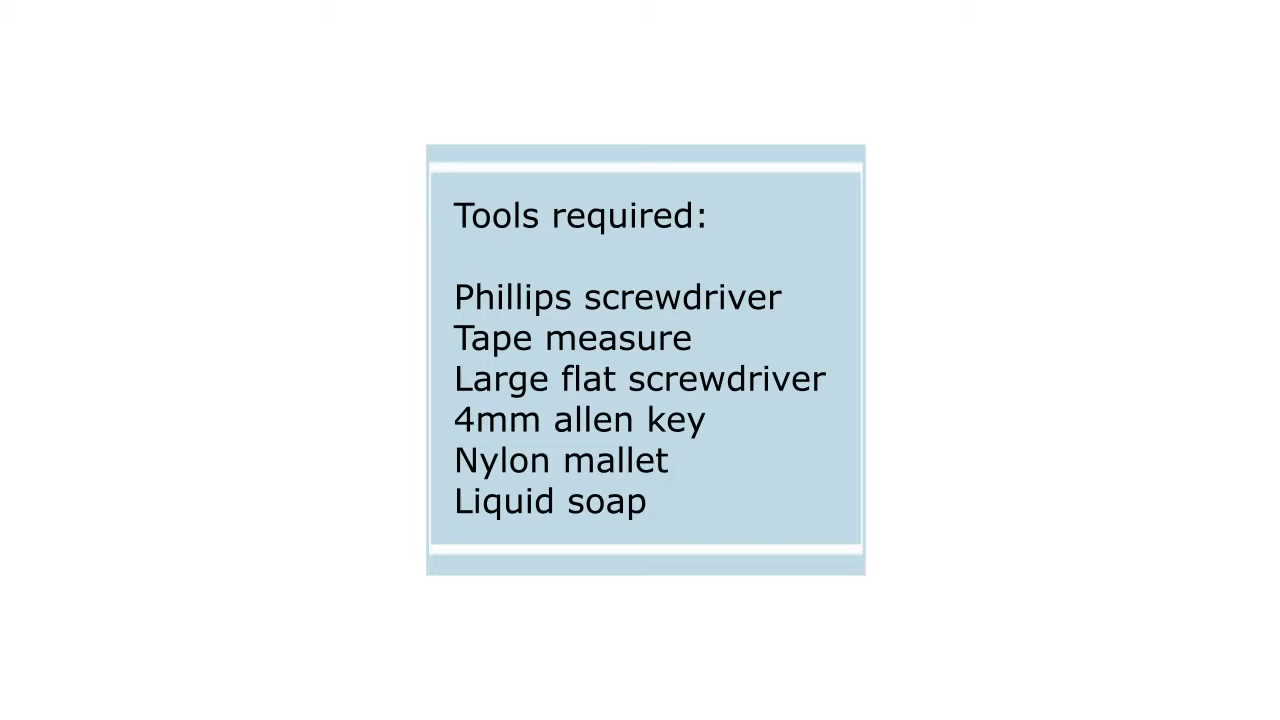 Tools required:
Phillips screwdriver
Tape measure
Large flat screwdriver
4mm allen key
Nylon mallet
Liquid soap